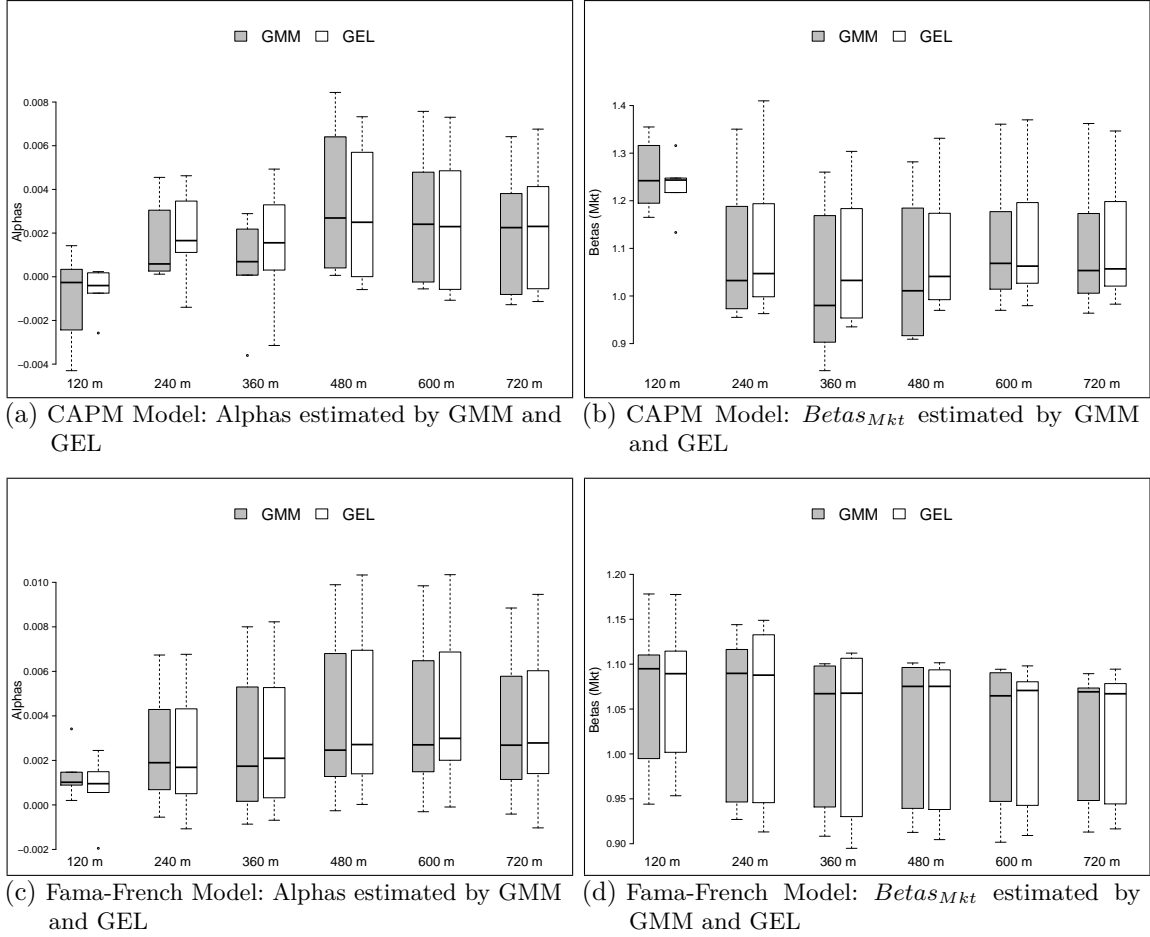 GMM GEL
Alphas
0.008
0.006
0.004
0.002
0.000
−0.002
−0.004
120 m 240 m 360 m 480 m 600 m 720 m
(a) CAPM Model: Alphas estimated by GMM and
GEL
GMM GEL
Betas (Mkt)
1.4
1.3
1.2
1.1
1.0
0.9
120 m 240 m 360 m 480 m 600 m 720 m
(b) CAPM Model: Betas_Mkt estimated by GMM
and GEL
GMM GEL
Alphas
0.010
0.008
0.006
0.004
0.002
0.000
−0.002
120 m 240 m 360 m 480 m 600 m 720 m
(c) Fama-French Model: Alphas estimated by GMM
and GEL
GMM GEL
Betas (Mkt)
1.20
1.15
1.10
1.05
1.00
0.95
0.90
120 m 240 m 360 m 480 m 600 m 720 m
(d) Fama-French Model: Betas_Mkt estimated by
GMM and GEL